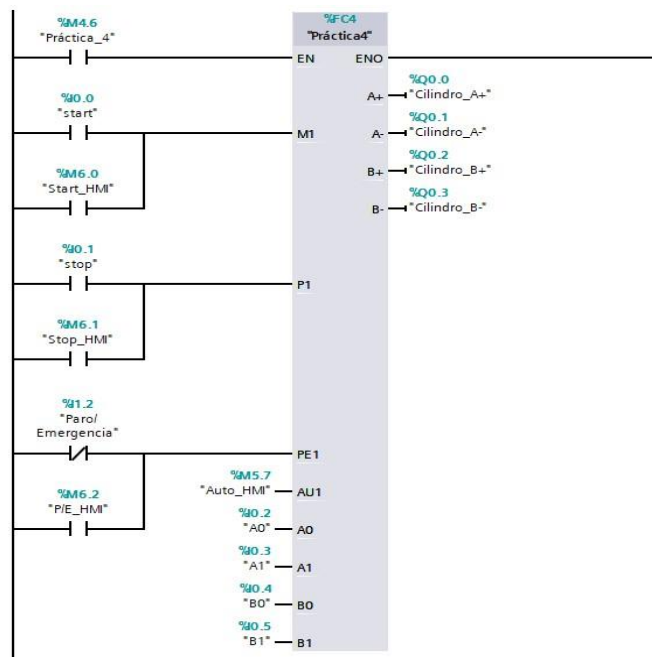 %M4.6
"Práctica_4"
%FC4
"Práctica4"
EN
ENO
%I0.0
"start"
A+
%Q0.0
"Cilindro_A+"
M1
A-
%Q0.1
"Cilindro_A-"
%M6.0
"Start_HMI"
B+
%Q0.2
"Cilindro_B+"
B-
%Q0.3
"Cilindro_B-"
%I0.1
"stop"
P1
%M6.1
"Stop_HMI"
%I1.2
"Paro/
Emergencia"
PE1
%M6.2
"P/E_HMI"
%M5.7
"Auto_HMI"
AU1
%I0.2
"A0"
A0
%I0.3
"A1"
A1
%I0.4
"B0"
B0
%I0.5
"B1"
B1